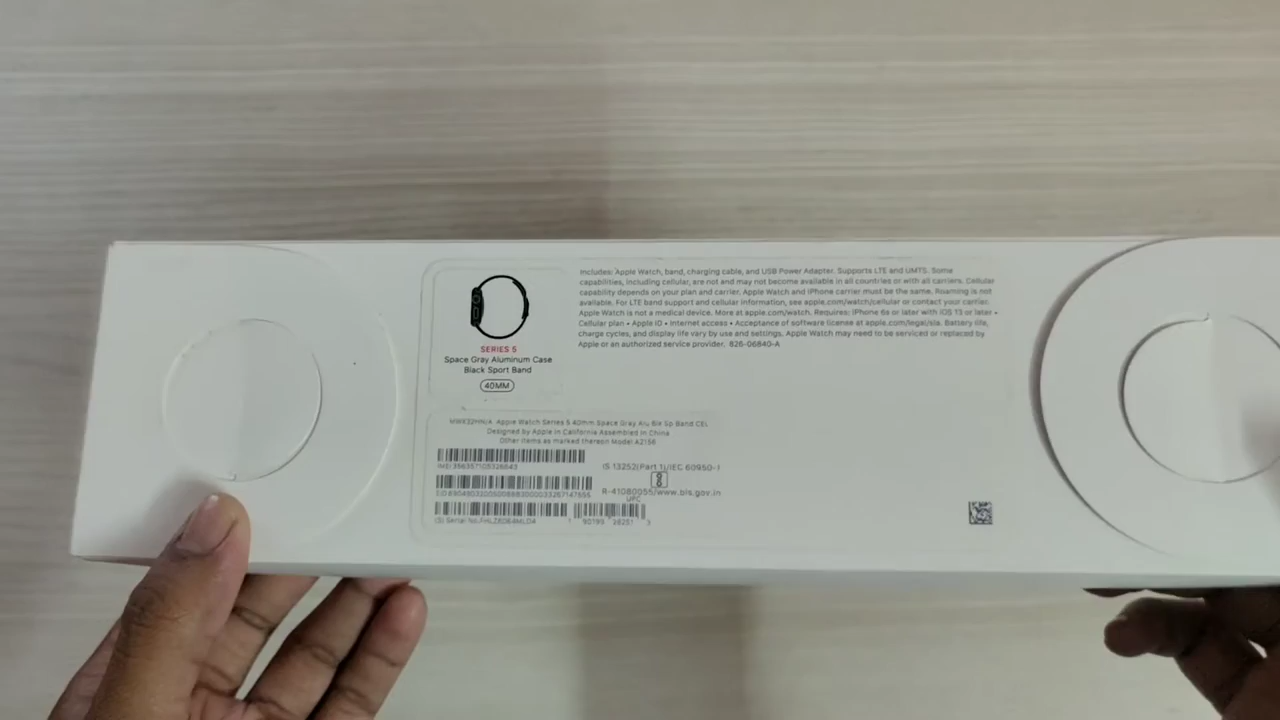 SERIES 5
Space Gray Aluminum Case
Black Sport Band
40MM
Includes: Apple Watch, band, charging cable, and USB Power Adapter. Supports LTE and UMTS. Some
capabilities, including cellular, are not and may not become available in all countries or with all carriers. Cellular
capability depends on your plan and carrier. Apple Watch and iPhone carrier must be the same. Roaming is not
available. For LTE band support and cellular information, see apple.com/watch/cellular or contact your carrier.
Apple Watch is not a medical device. More at apple.com/watch. Requires: iPhone 6s or later with iOS 13 or later •
Cellular plan • Apple ID • Internet access • Acceptance of software license at apple.com/legal/sla. Battery life,
charge cycles, and display life vary by use and settings. Apple Watch may need to be serviced or replaced by
Apple or an authorized service provider. 626-06840-A
Apple Watch Series 5 40mm Space Gray Alu Blk Sp Band CEL
Designed by Apple in California Assembled in China
Other items as marked thereon Model A2156
IS 13252(Part 1)/IEC 60950-1
R-41080055/www.bis.gov.in
UPC
(S) Serial No.